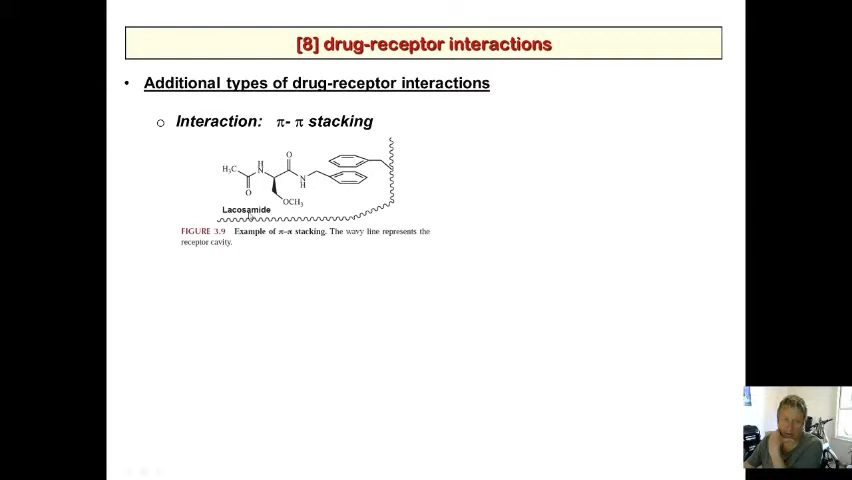 [8] drug-receptor interactions
• Additional types of drug-receptor interactions
o Interaction: π- π stacking
H₃C
H
N
O
O
N
H
OCH₃
Lacosamide
FIGURE 3.9 Example of π–π stacking. The wavy line represents the
receptor cavity.